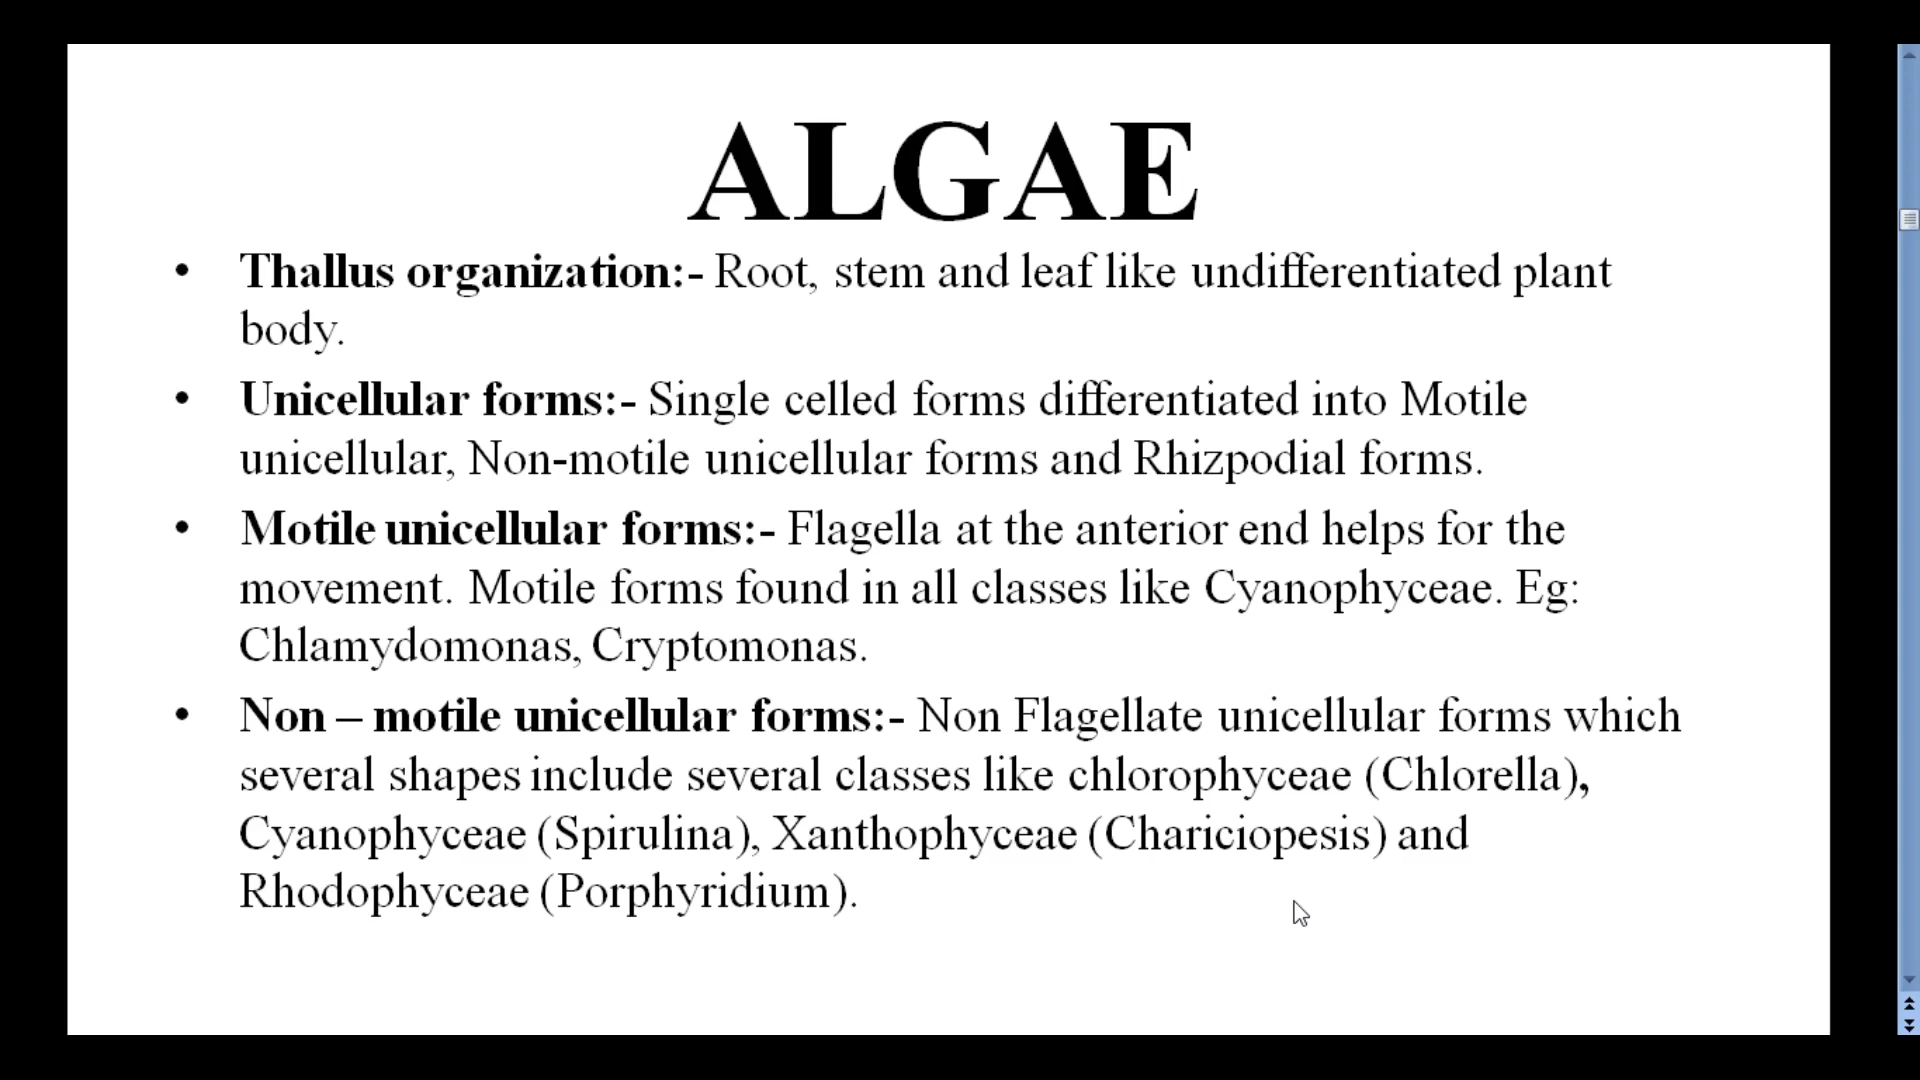 ALGAE
• Thallus organization:- Root, stem and leaf like undifferentiated plant
body.
• Unicellular forms:- Single celled forms differentiated into Motile
unicellular, Non-motile unicellular forms and Rhizpodial forms.
• Motile unicellular forms:- Flagella at the anterior end helps for the
movement. Motile forms found in all classes like Cyanophyceae. Eg:
Chlamydomonas, Cryptomonas.
• Non – motile unicellular forms:- Non Flagellate unicellular forms which
several shapes include several classes like chlorophyceae (Chlorella),
Cyanophyceae (Spirulina), Xanthophyceae (Chariciopesis) and
Rhodophyceae (Porphyridium).